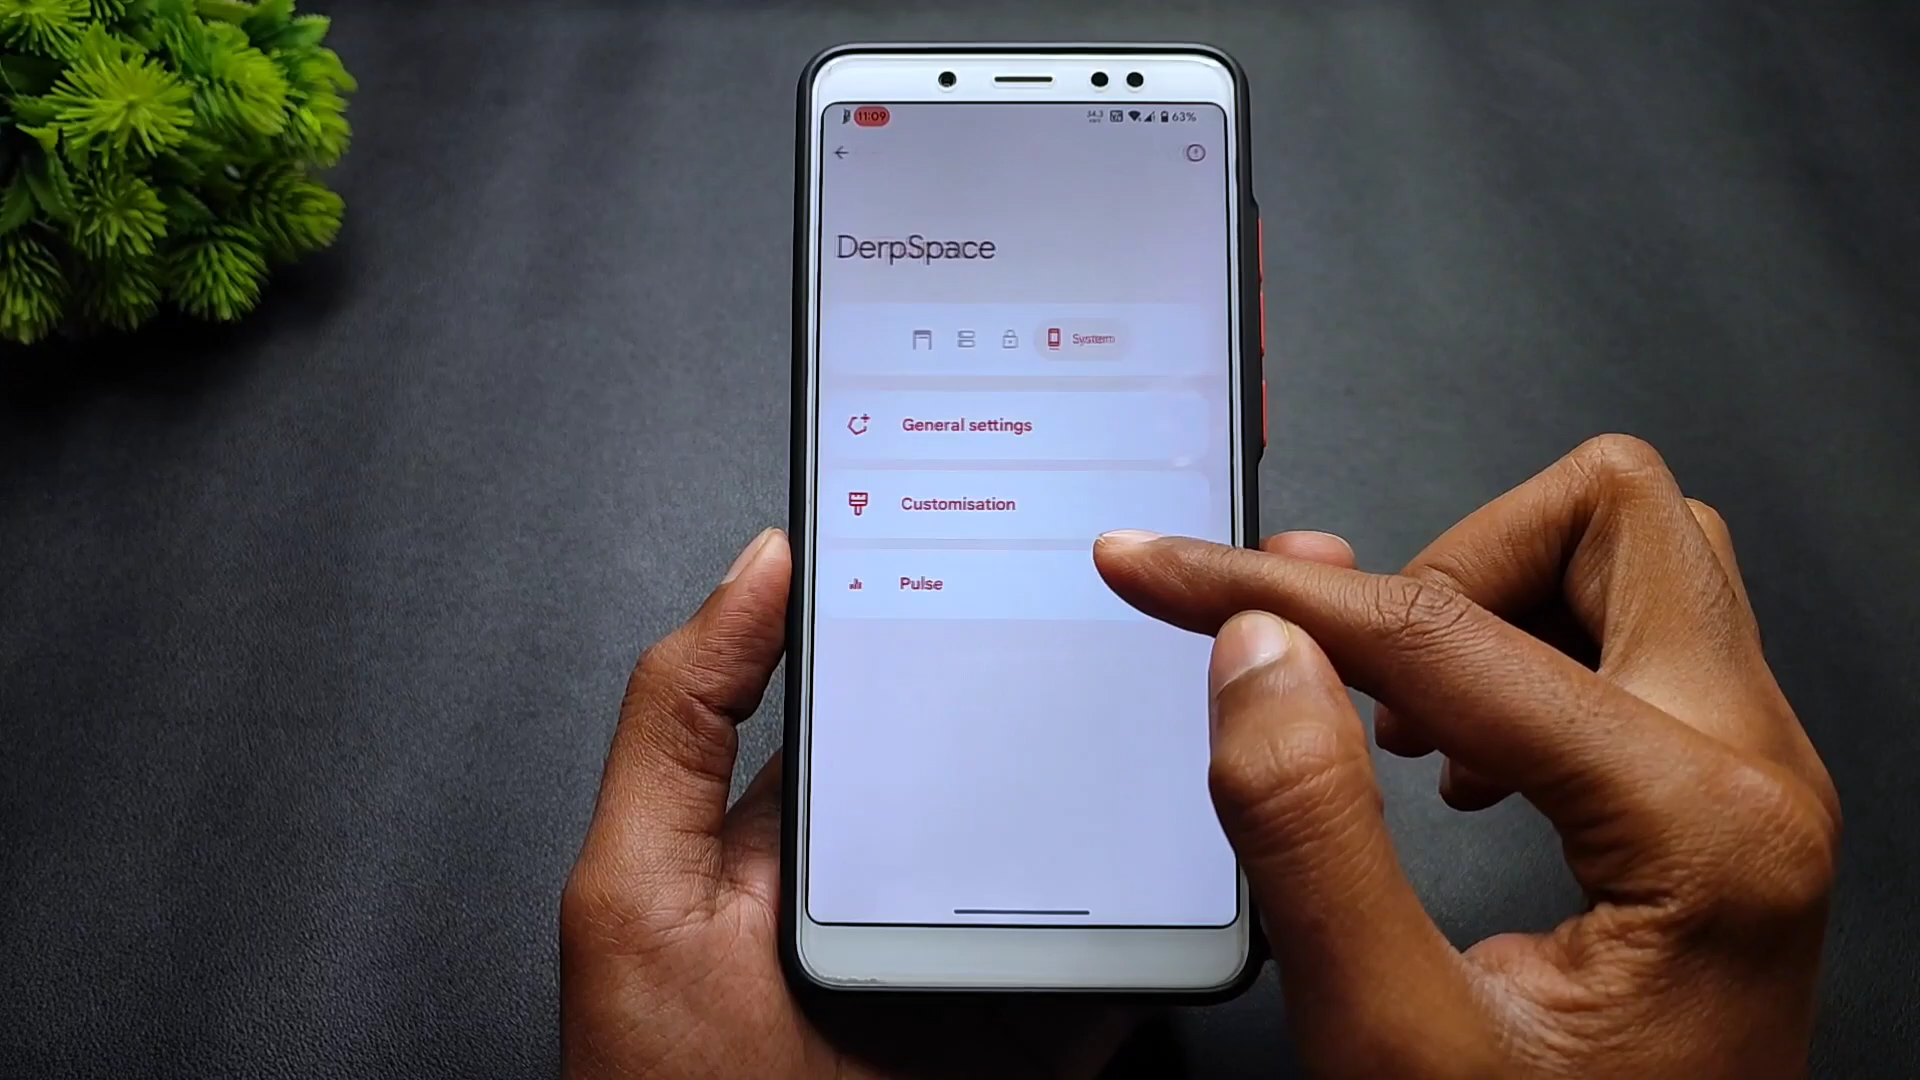 11:09
63%
DerpSpace
System
General settings
Customisation
Pulse